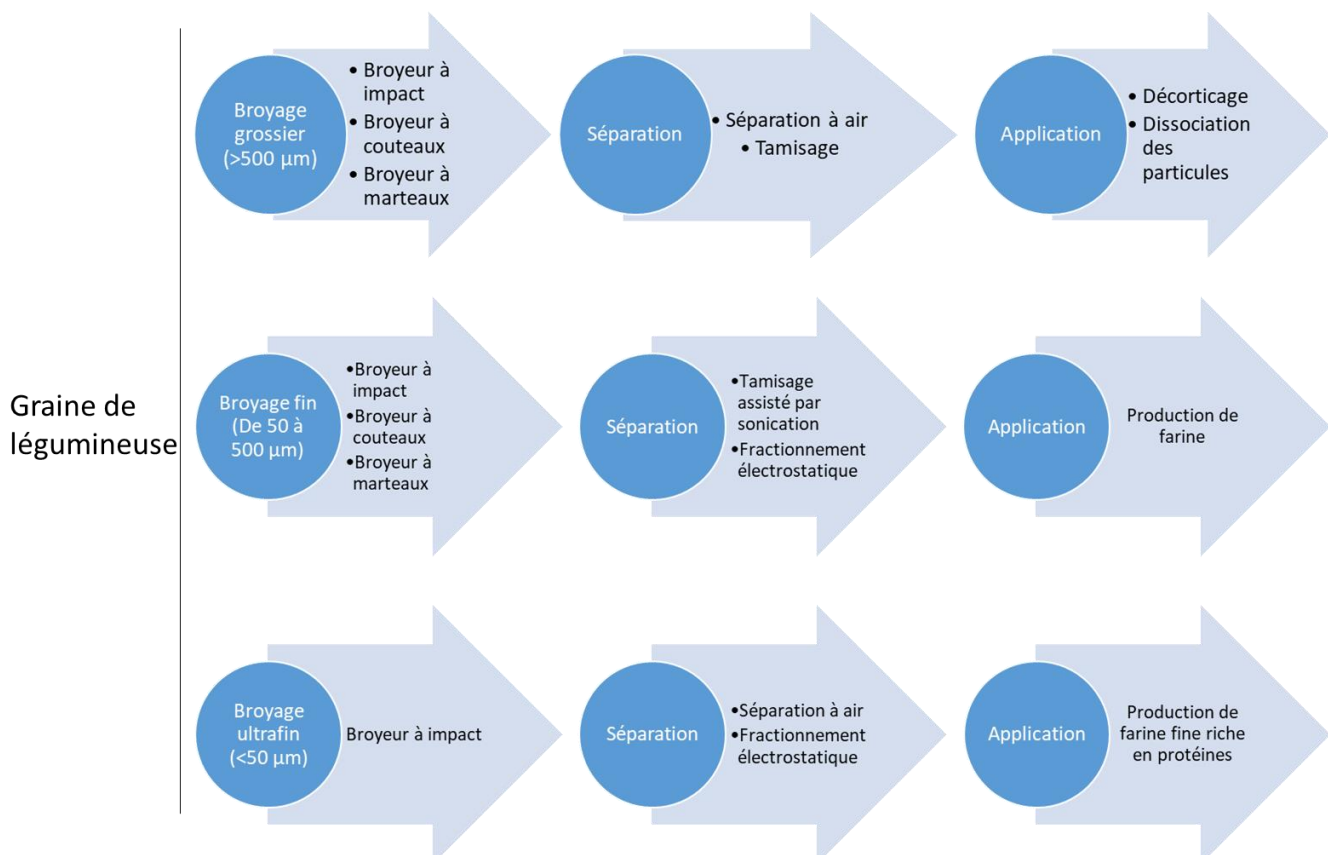 Graine de
légumineuse
Broyage
grossier
(>500 µm)
• Broyeur à
impact
• Broyeur à
couteaux
• Broyeur à
marteaux
Séparation
• Séparation à air
• Tamisage
Application
• Décorticage
• Dissociation
des
particules
Broyage fin
(De 50 à
500 µm)
•Broyeur à
impact
•Broyeur à
couteaux
•Broyeur à
marteaux
Séparation
•Tamisage
assisté par
sonication
•Fractionnement
électrostatique
Application
Production de
farine
Broyage
ultrafin
(<50 µm)
Broyeur à impact
Séparation
•Séparation à air
•Fractionnement
électrostatique
Application
Production de
farine fine riche
en protéines